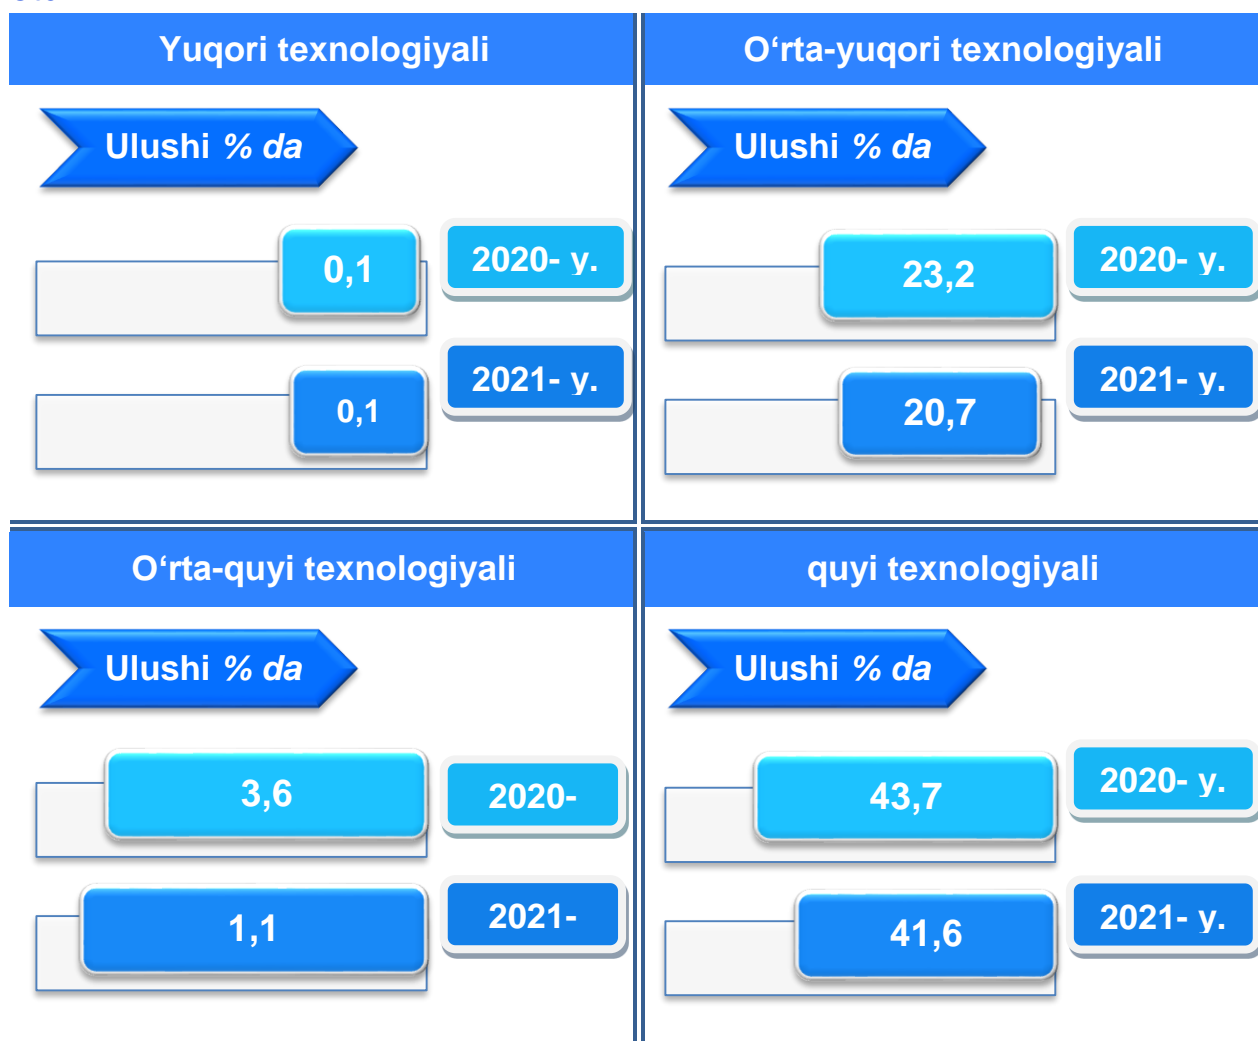 Yuqori texnologiyali
Ulushi % da
0,1
2020- y.
0,1
2021- y.
O‘rta-yuqori texnologiyali
Ulushi % da
23,2
2020- y.
20,7
2021- y.
O‘rta-quyi texnologiyali
Ulushi % da
3,6
2020-
1,1
2021-
quyi texnologiyali
Ulushi % da
43,7
2020- y.
41,6
2021- y.